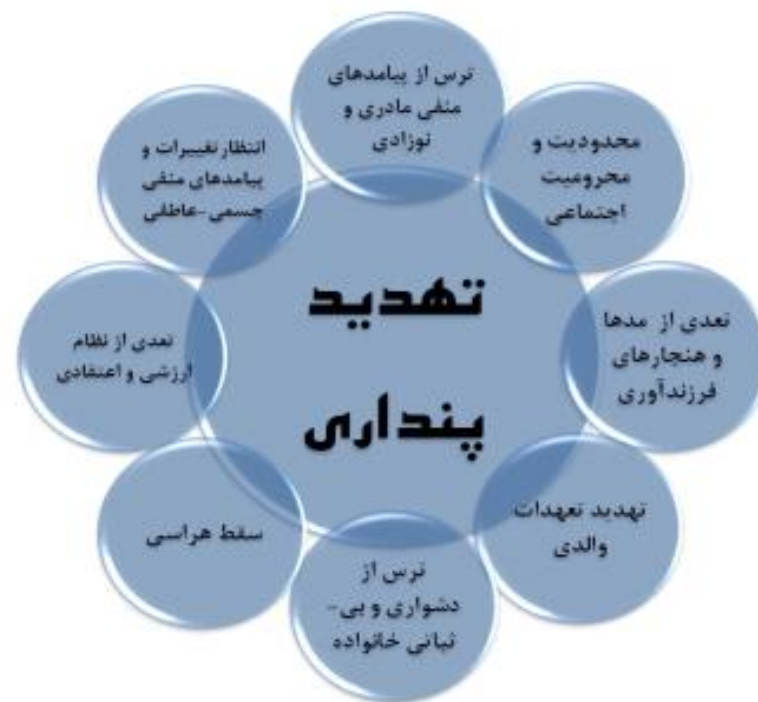 ترس از پیامدهای
منفی مادری و
نوزادی
محدودیت و
محرومیت
اجتماعی
تعدی از مدها
و هنجارهای
فرزندآوری
تهدید تعهدات
والدی
ترس از
دشواری و بی-
ثباتی خانواده
سقط هراسی
تعدی از نظام
ارزشی و اعتقادی
انتظار تغییرات و
پیامدهای منفی
جسمی-عاطفی
تهدید
پنداری